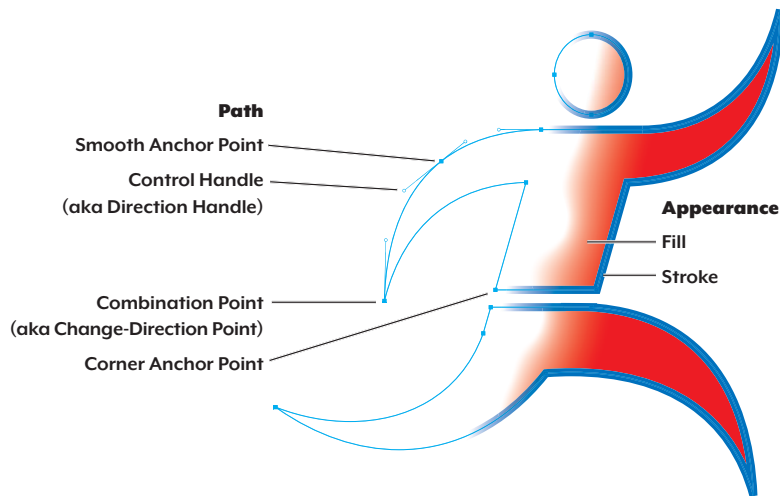 Path
Smooth Anchor Point
Control Handle
(aka Direction Handle)
Combination Point
(aka Change-Direction Point)
Corner Anchor Point
Appearance
Fill
Stroke